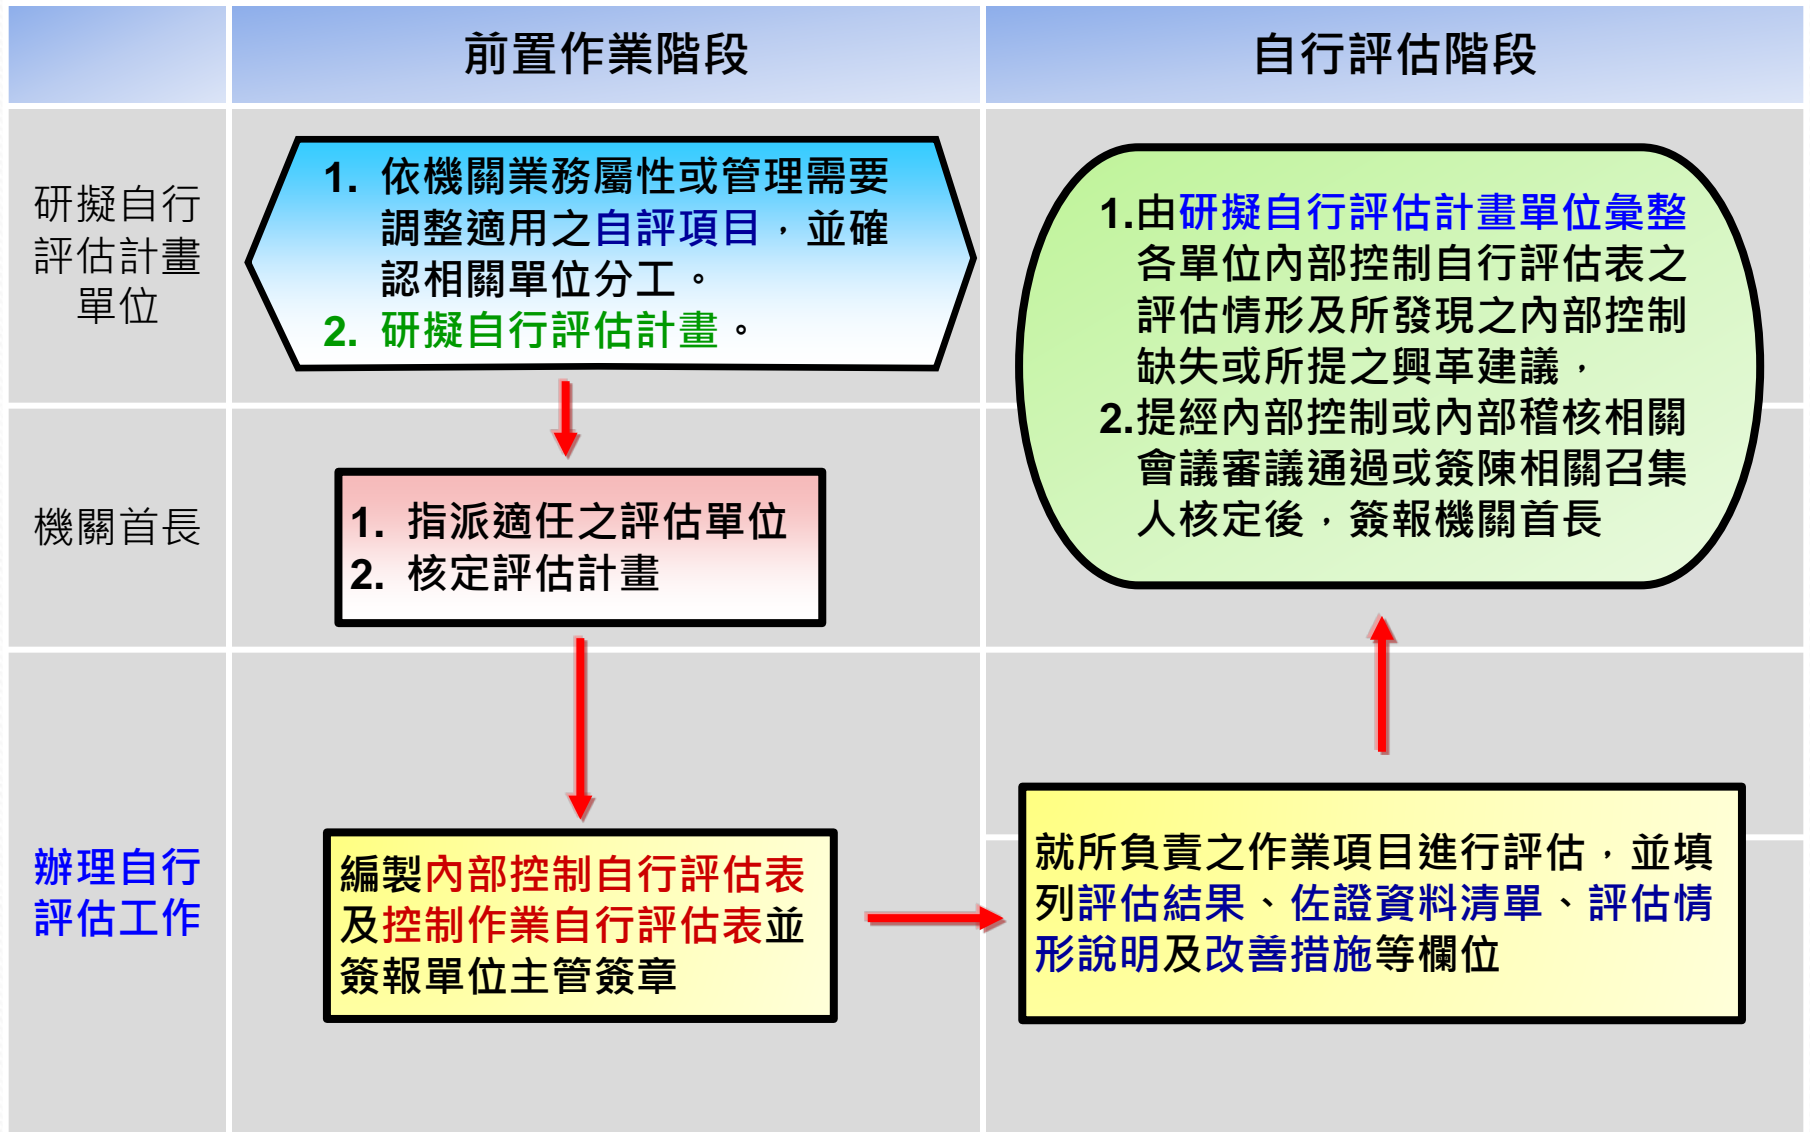 前置作業階段
自行評估階段
研擬自行
評估計畫
單位
1. 依機關業務屬性或管理需要
調整適用之自評項目，並確
認相關單位分工。
2. 研擬自行評估計畫。
1.由研擬自行評估計畫單位彙整
各單位內部控制自行評估表之
評估情形及所發現之內部控制
缺失或所提之興革建議，
2.提經內部控制或內部稽核相關
會議審議通過或簽陳相關召集
人核定後，簽報機關首長
機關首長
1. 指派適任之評估單位
2. 核定評估計畫
辦理自行
評估工作
編製內部控制自行評估表
及控制作業自行評估表並
簽報單位主管簽章
就所負責之作業項目進行評估，並填
列評估結果、佐證資料清單、評估情
形說明及改善措施等欄位